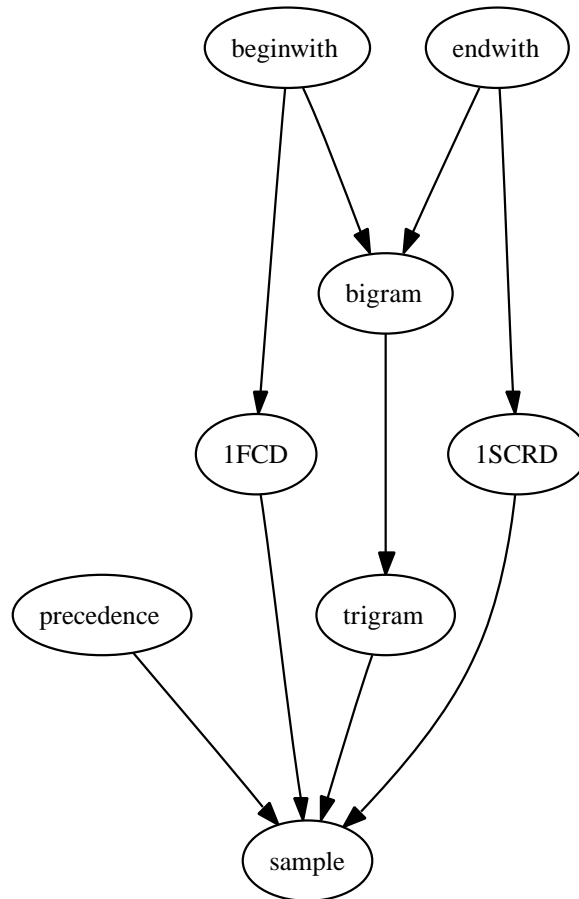 beginwith
endwith
bigram
1FCD
1SCRD
precedence
trigram
sample